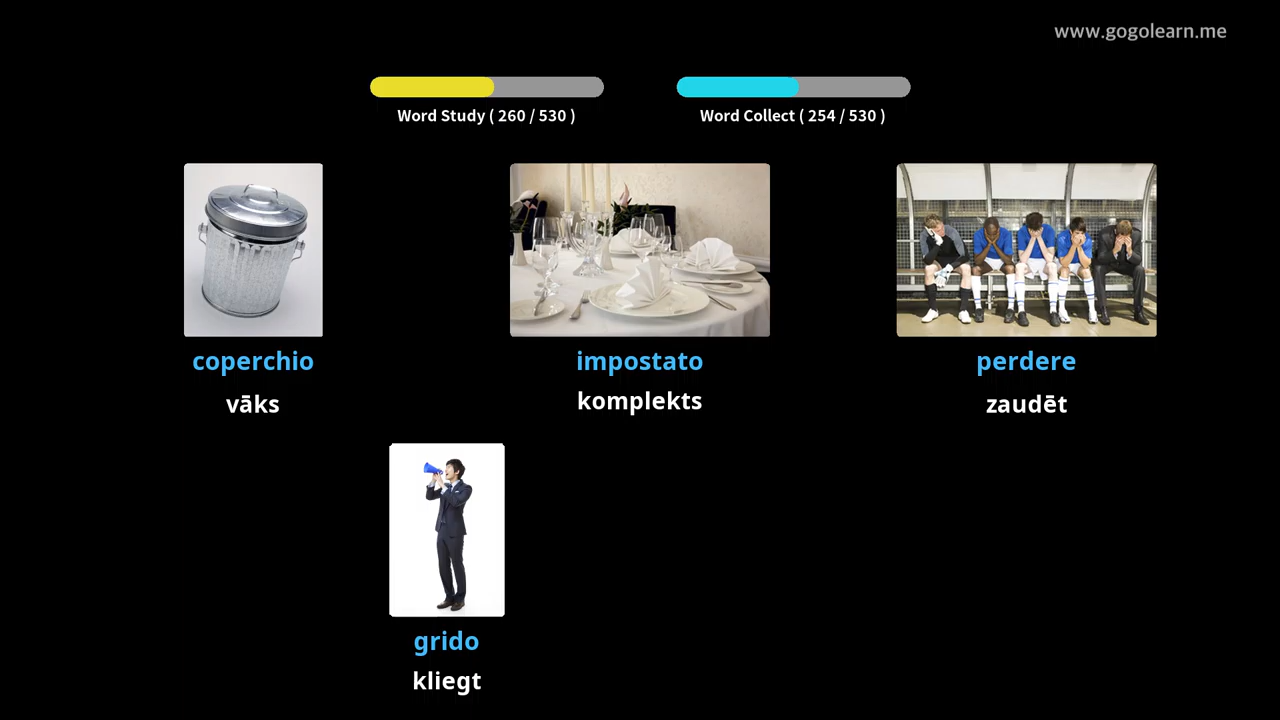 www.gogolearn.me
Word Study ( 260 / 530 )
Word Collect ( 254 / 530 )
coperchio
vāks
impostato
komplekts
perdere
zaudēt
grido
kliegt